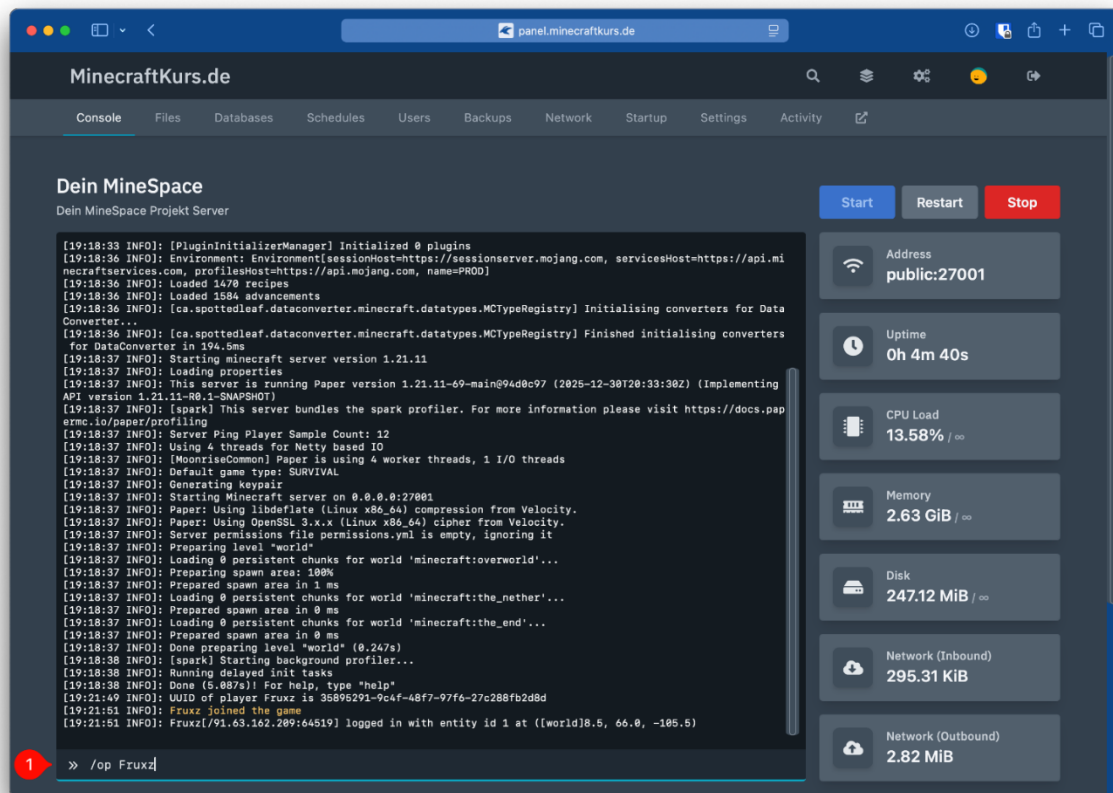 panel.minecraftkurs.de
MinecraftKurs.de
Console Files Databases Schedules Users Backups Network Startup Settings Activity
Dein MineSpace
Dein MineSpace Projekt Server
Start Restart Stop
[19:18:33 INFO]: [PluginInitializerManager] Initialized 0 plugins
[19:18:36 INFO]: Environment: Environment[sessionHost=https://sessionserver.mojang.com, servicesHost=https://api.mi
necraftservices.com, profilesHost=https://api.mojang.com, name=PROD]
[19:18:36 INFO]: Loaded 1470 recipes
[19:18:36 INFO]: Loaded 1584 advancements
[19:18:36 INFO]: [ca.spottedleaf.dataconverter.minecraft.datatypes.MCTypeRegistry] Initialising converters for Data
Converter...
[19:18:36 INFO]: [ca.spottedleaf.dataconverter.minecraft.datatypes.MCTypeRegistry] Finished initialising converters
for DataConverter in 194.5ms
[19:18:37 INFO]: Starting minecraft server version 1.21.11
[19:18:37 INFO]: Loading properties
[19:18:37 INFO]: This server is running Paper version 1.21.11-69-main@94d0c97 (2025-12-30T20:33:30Z) (Implementing
API version 1.21.11-R0.1-SNAPSHOT)
[19:18:37 INFO]: [spark] This server bundles the spark profiler. For more information please visit https://docs.pap
ermc.io/paper/profiling
[19:18:37 INFO]: Server Ping Player Sample Count: 12
[19:18:37 INFO]: Using 4 threads for Netty based IO
[19:18:37 INFO]: [MoonriseCommon] Paper is using 4 worker threads, 1 I/O threads
[19:18:37 INFO]: Default game type: SURVIVAL
[19:18:37 INFO]: Generating keypair
[19:18:37 INFO]: Starting Minecraft server on 0.0.0.0:27001
[19:18:37 INFO]: Paper: Using libdeflate (Linux x86_64) compression from Velocity.
[19:18:37 INFO]: Paper: Using OpenSSL 3.x.x (Linux x86_64) cipher from Velocity.
[19:18:37 INFO]: Server permissions file permissions.yml is empty, ignoring it
[19:18:37 INFO]: Preparing level "world"
[19:18:37 INFO]: Loading 0 persistent chunks for world 'minecraft:overworld'...
[19:18:37 INFO]: Preparing spawn area: 100%
[19:18:37 INFO]: Prepared spawn area in 1 ms
[19:18:37 INFO]: Loading 0 persistent chunks for world 'minecraft:the_nether'...
[19:18:37 INFO]: Prepared spawn area in 0 ms
[19:18:37 INFO]: Loading 0 persistent chunks for world 'minecraft:the_end'...
[19:18:37 INFO]: Prepared spawn area in 0 ms
[19:18:37 INFO]: Done preparing level "world" (0.247s)
[19:18:38 INFO]: [spark] Starting background profiler...
[19:18:38 INFO]: Running delayed init tasks
[19:18:38 INFO]: Done (5.087s)! For help, type "help"
[19:21:49 INFO]: UUID of player Fruxz is 35895291-9c4f-48f7-97f6-27c288fb2d8d
[19:21:51 INFO]: Fruxz joined the game
[19:21:51 INFO]: Fruxz[/91.63.162.209:64519] logged in with entity id 1 at ([world]8.5, 66.0, -105.5)
1 » /op Fruxz
Address
public:27001
Uptime
0h 4m 40s
CPU Load
13.58% / ∞
Memory
2.63 GiB / ∞
Disk
247.12 MiB / ∞
Network (Inbound)
295.31 KiB
Network (Outbound)
2.82 MiB